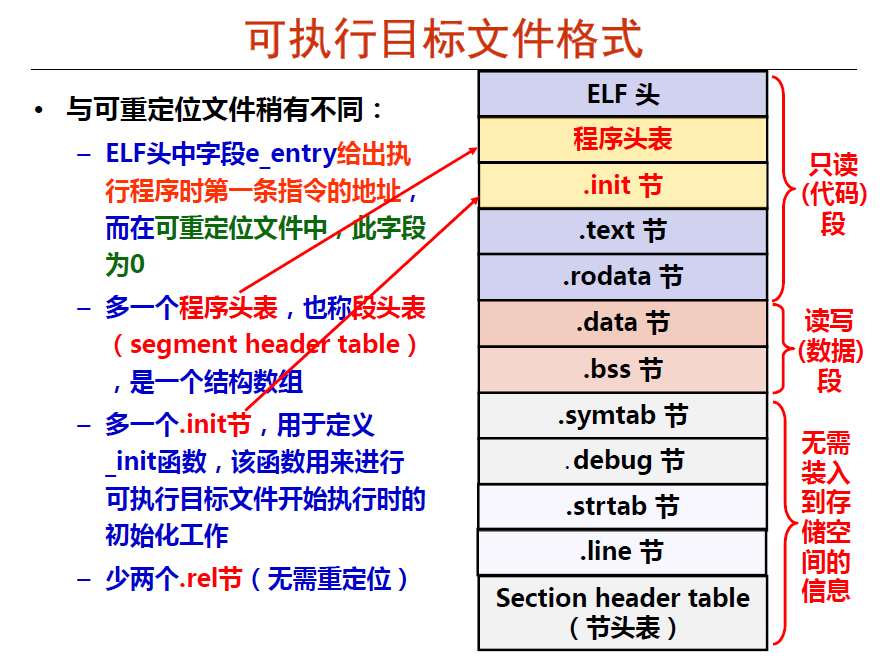 可执行目标文件格式
• 与可重定位文件稍有不同：
– ELF头中字段e_entry给出执
行程序时第一条指令的地址，
而在可重定位文件中，此字段
为0
– 多一个程序头表，也称段头表
（segment header table）
，是一个结构数组
– 多一个.init节，用于定义
_init函数，该函数用来进行
可执行目标文件开始执行时的
初始化工作
– 少两个.rel节（无需重定位）
ELF 头
程序头表
.init 节
.text 节
.rodata 节
.data 节
.bss 节
.symtab 节
.debug 节
.strtab 节
.line 节
Section header table
（节头表）
只读
(代码)
段
读写
(数据)
段
无需
装入
到存
储空
间的
信息